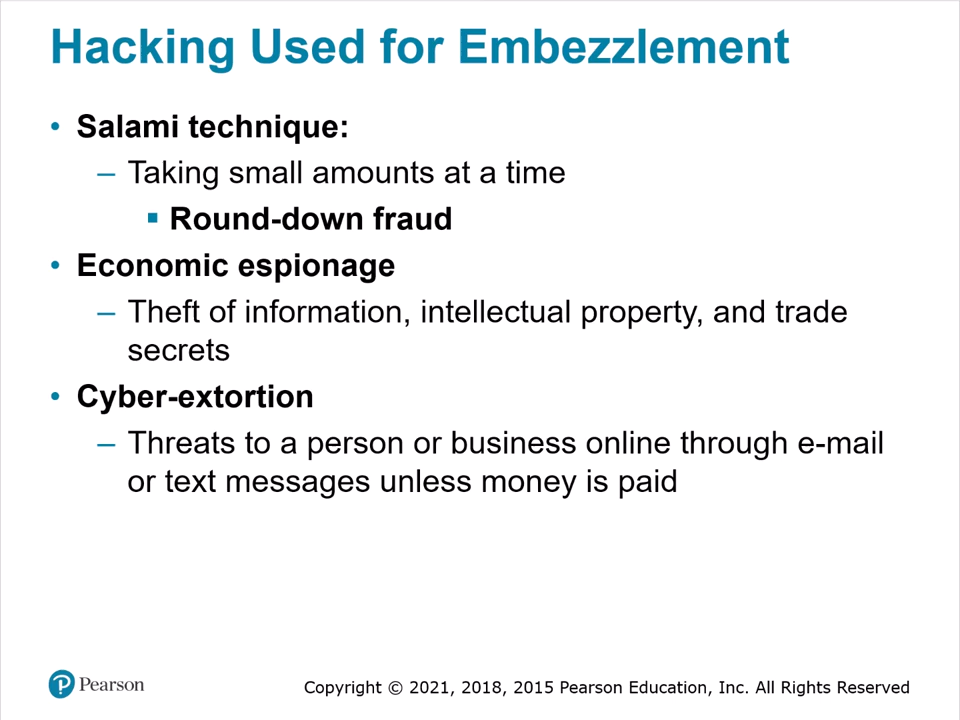 Hacking Used for Embezzlement
• Salami technique:
– Taking small amounts at a time
▪ Round-down fraud
• Economic espionage
– Theft of information, intellectual property, and trade
secrets
• Cyber-extortion
– Threats to a person or business online through e-mail
or text messages unless money is paid
P Pearson
Copyright © 2021, 2018, 2015 Pearson Education, Inc. All Rights Reserved